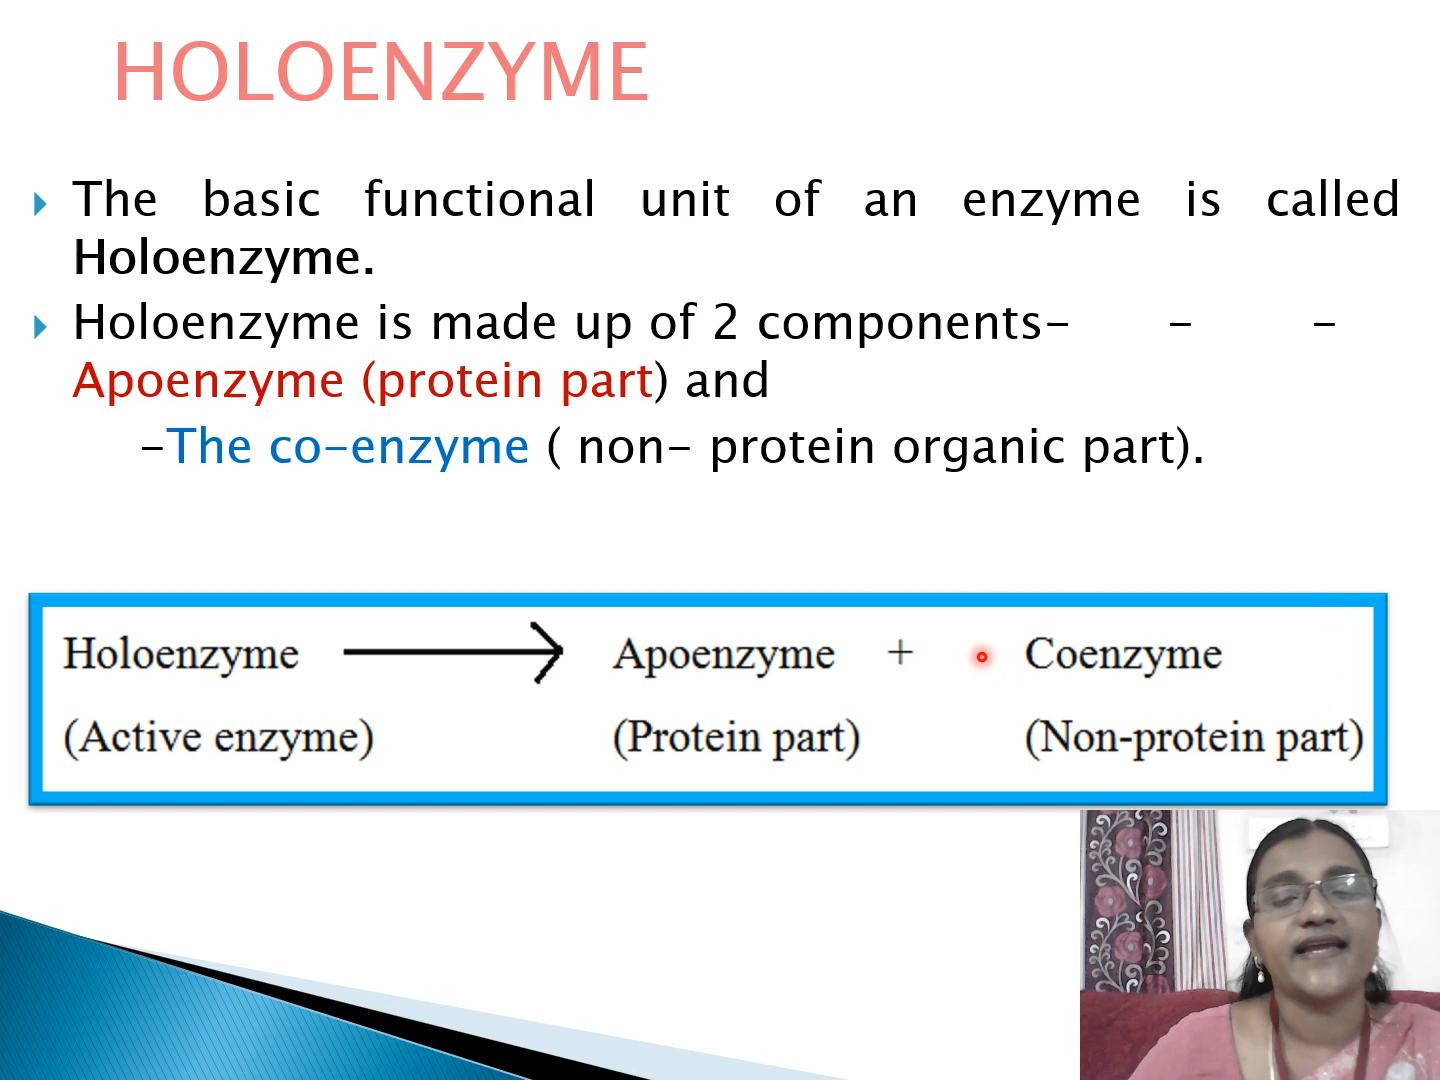 HOLOENZYME
The basic functional unit of an enzyme is called
Holoenzyme.
Holoenzyme is made up of 2 components- - -
Apoenzyme (protein part) and
-The co-enzyme ( non- protein organic part).
Holoenzyme Apoenzyme + Coenzyme
(Active enzyme) (Protein part) (Non-protein part)